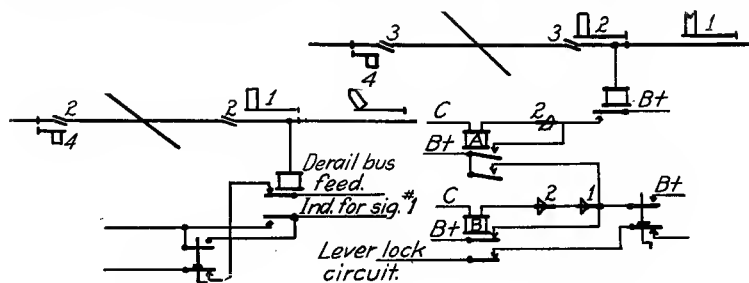 3 3 2 1
4
2 2 1
4
B+
C 2
A
B+
Derail bus
feed.
Ind. for sig. #1
C 2 1 B+
B
B+
Lever lock
circuit.